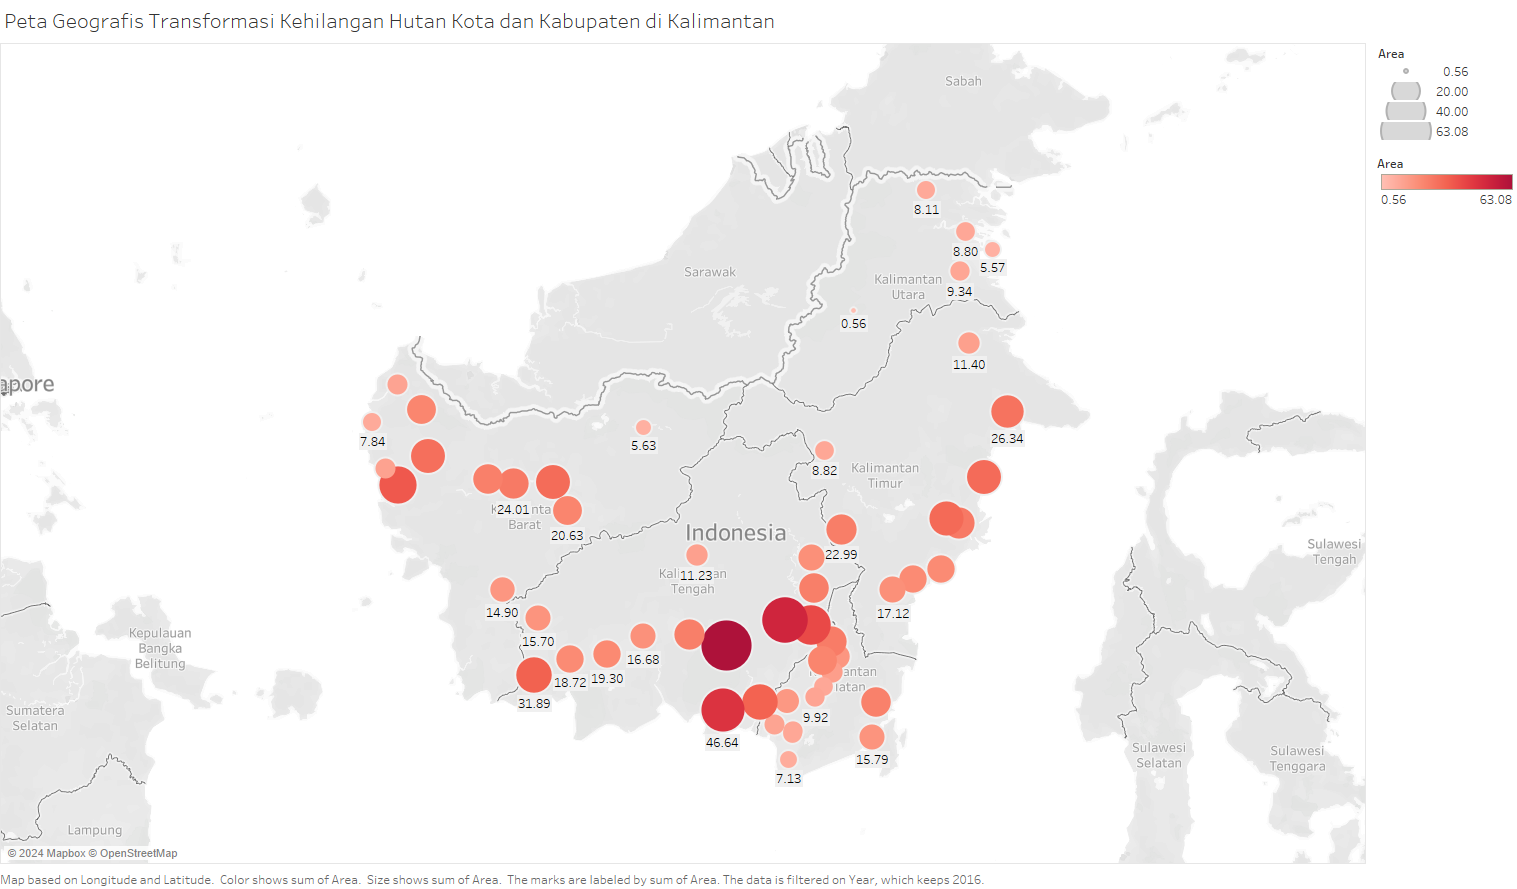 Peta Geografis Transformasi Kehilangan Hutan Kota dan Kabupaten di Kalimantan
Area
0.56
20.00
40.00
63.08
Area
0.56 63.08
Sabah
8.11
8.80
5.57
Sarawak
Kalimantan
Utara
9.34
0.56
11.40
apore
7.84
5.63
26.34
8.82
Kalimantan
Timur
24.01
Barat
20.63
Indonesia
22.99
Sulawesi
Tengah
11.23
Tengah
14.90
17.12
15.70
Kepulauan
Bangka
Belitung
16.68
18.72
19.30
31.89
9.92
Sumatera
Selatan
46.64
15.79
7.13
Sulawesi
Selatan
Sulawesi
Tenggara
Lampung
© 2024 Mapbox © OpenStreetMap
Map based on Longitude and Latitude. Color shows sum of Area. Size shows sum of Area. The marks are labeled by sum of Area. The data is filtered on Year, which keeps 2016.